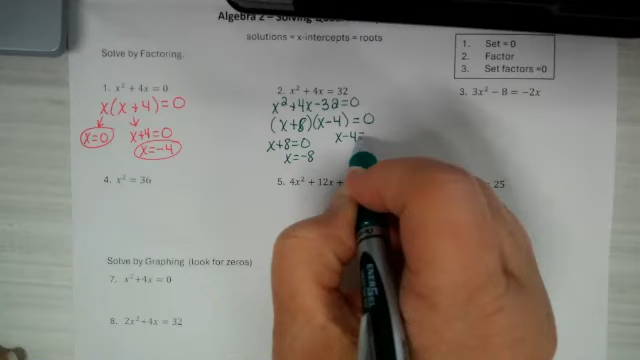 Algebra 2 – Solving Qu
solutions = x-intercepts = roots
1. Set = 0
2. Factor
3. Set factors =0
Solve by Factoring.
1. x² + 4x = 0
x(x + 4) = 0
x=0 x+4=0
x=-4
2. x² + 4x = 32
x²+4x-32=0
(x+8)(x-4) = 0
x+8=0 x-4=
x=-8
3. 3x² − 8 = −2x
4. x² = 36
5. 4x² + 12x +
= 25
Solve by Graphing (look for zeros)
7. x²+4x = 0
8. 2x²+4x = 32